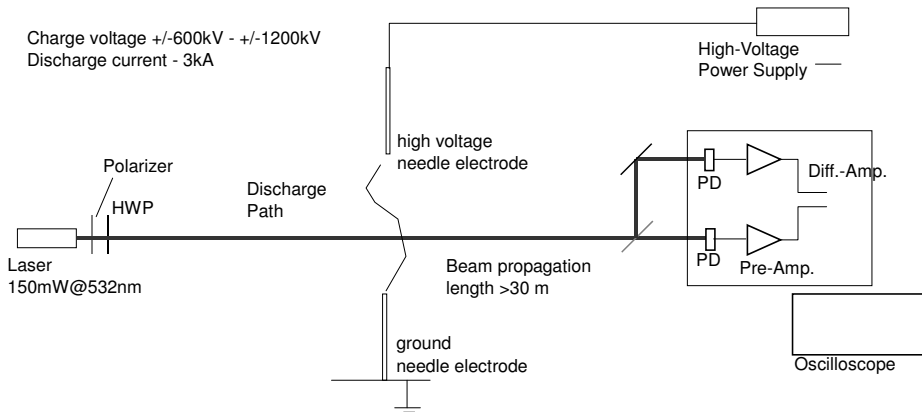 Charge voltage +/-600kV - +/-1200kV
Discharge current - 3kA
High-Voltage
Power Supply
high voltage
needle electrode
Polarizer
HWP
Discharge
Path
PD
Diff.-Amp.
Laser
150mW@532nm
Beam propagation
length >30 m
PD
Pre-Amp.
ground
needle electrode
Oscilloscope